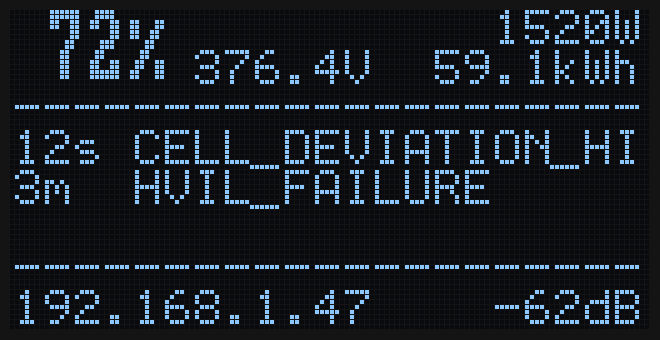 72% 376.4V 1520W
59.1kWh
12s CELL_DEVIATION_HI
3m HVIL_FAILURE
192.168.1.47 -62dB